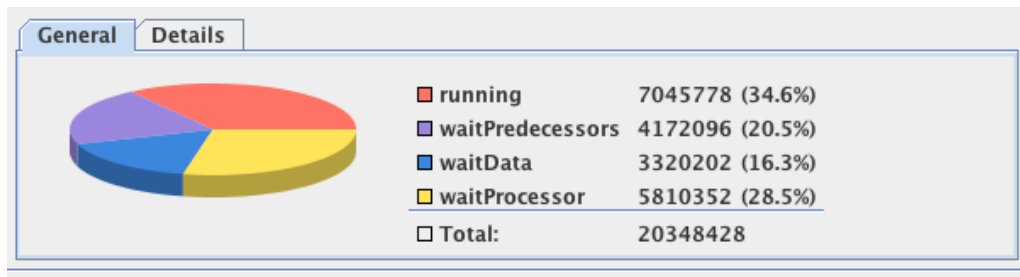 General Details
running 7045778 (34.6%)
waitPredecessors 4172096 (20.5%)
waitData 3320202 (16.3%)
waitProcessor 5810352 (28.5%)
Total: 20348428